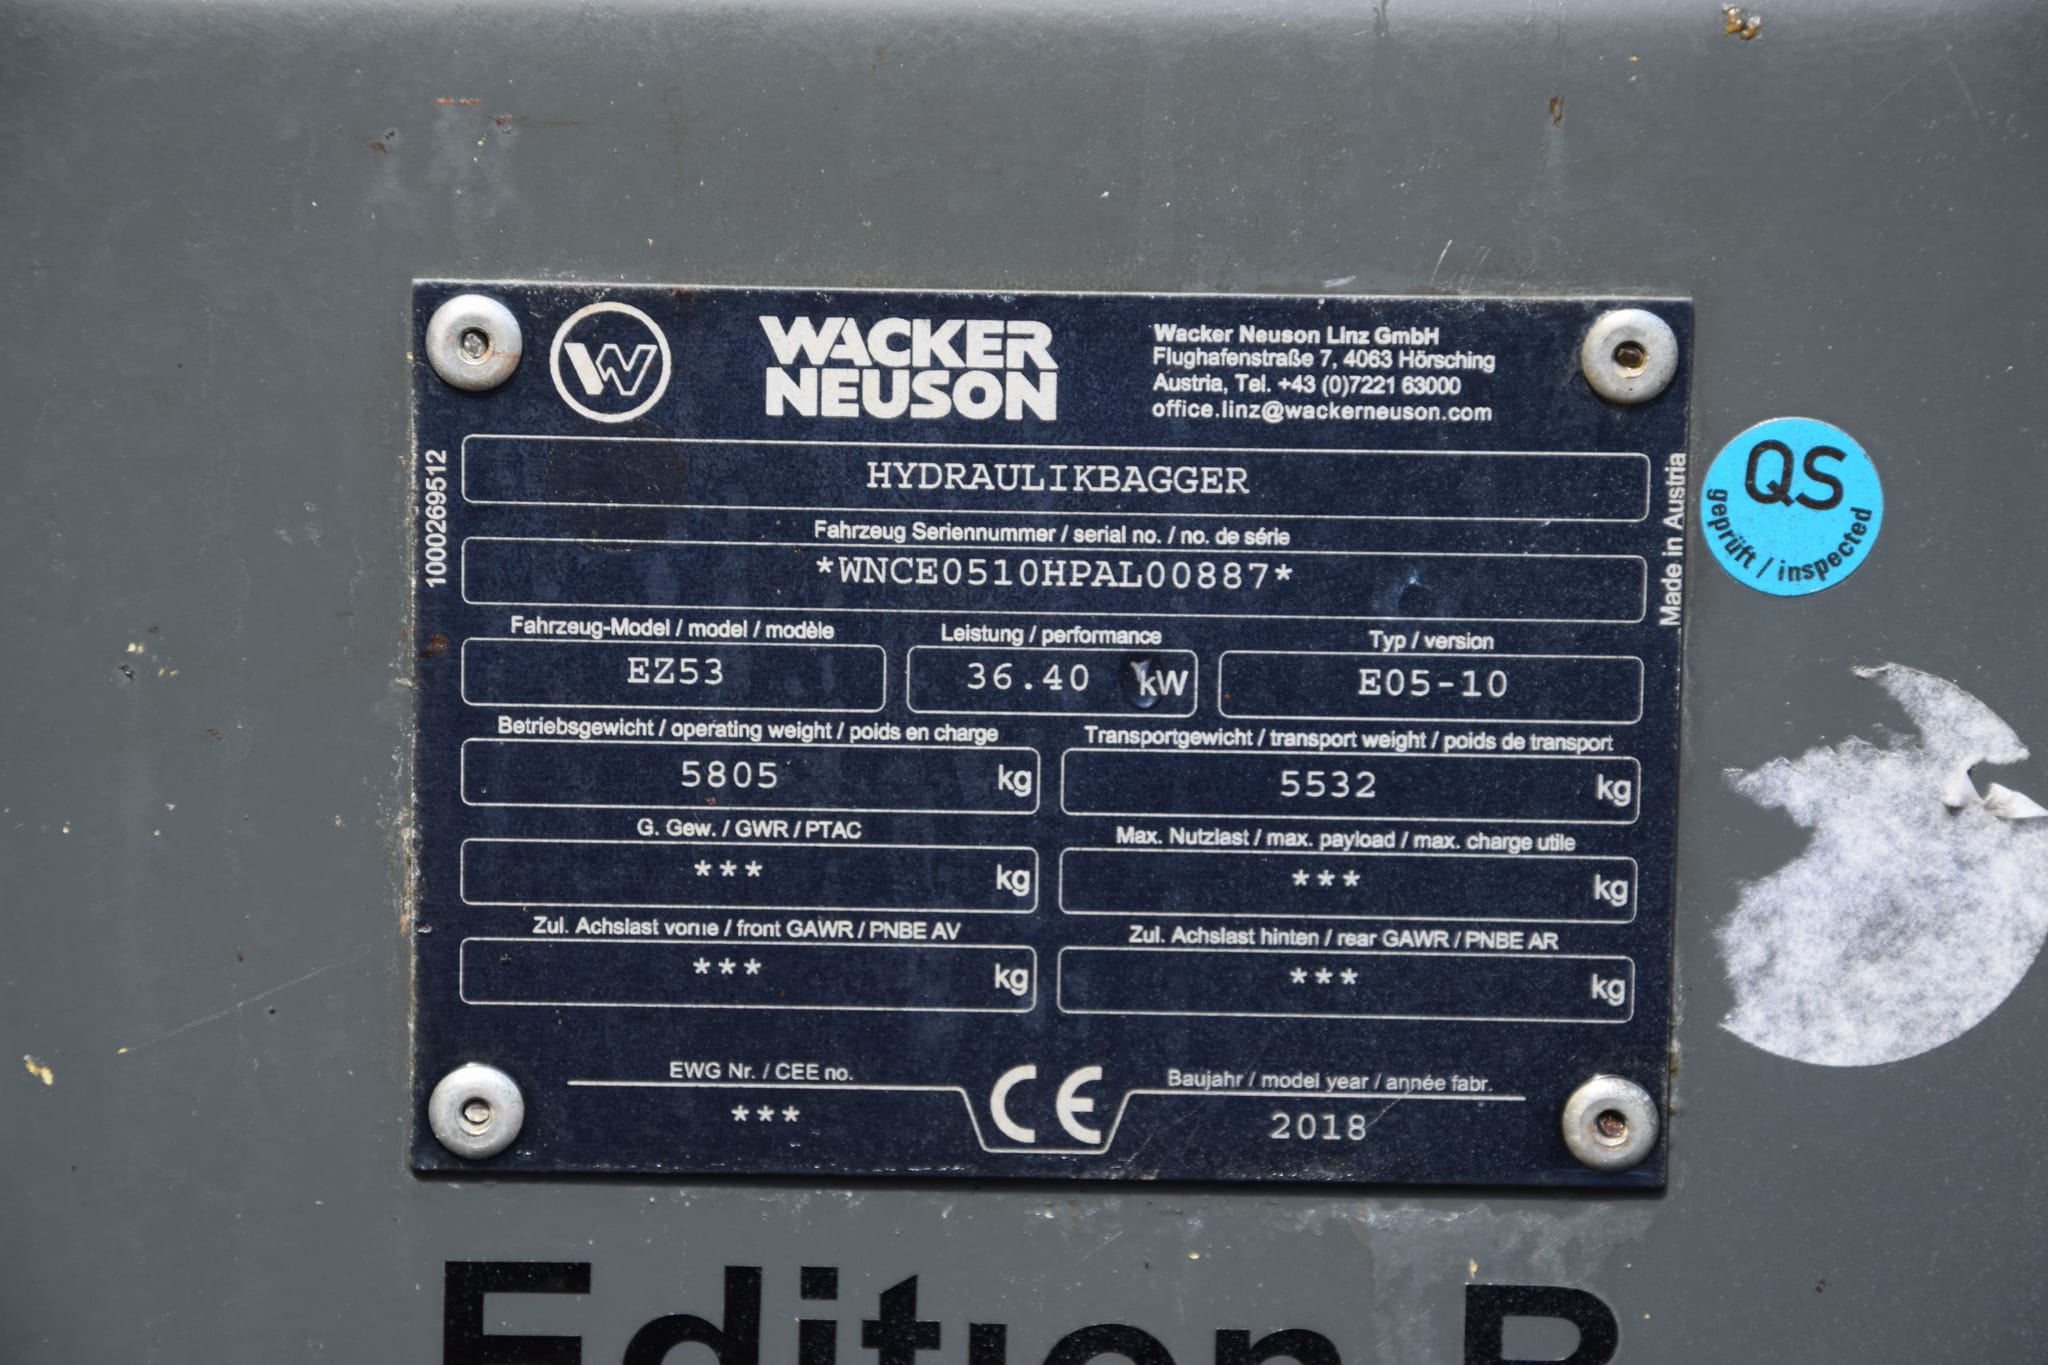 W
WACKER
NEUSON
Wacker Neuson Linz GmbH
Flughafenstraße 7, 4063 Hörsching
Austria, Tel. +43 (0)7221 63000
office.linz@wackerneuson.com
1000269512
HYDRAULIKBAGGER
Made in Austria
QS
geprüft / inspected
Fahrzeug Seriennummer / serial no. / no. de série
*WNCE0510HPAL00887*
Fahrzeug-Model / model / modèle
Leistung / performance
Typ / version
EZ53
36.40 kW
E05-10
Betriebsgewicht / operating weight / poids en charge
Transportgewicht / transport weight / poids de transport
5805 kg
5532 kg
G. Gew. / GWR / PTAC
Max. Nutzlast / max. payload / max. charge utile
*** kg
*** kg
Zul. Achslast vorne / front GAWR / PNBE AV
Zul. Achslast hinten / rear GAWR / PNBE AR
*** kg
*** kg
EWG Nr. / CEE no.
***
CE
Baujahr / model year / année fabr.
2018
Edition